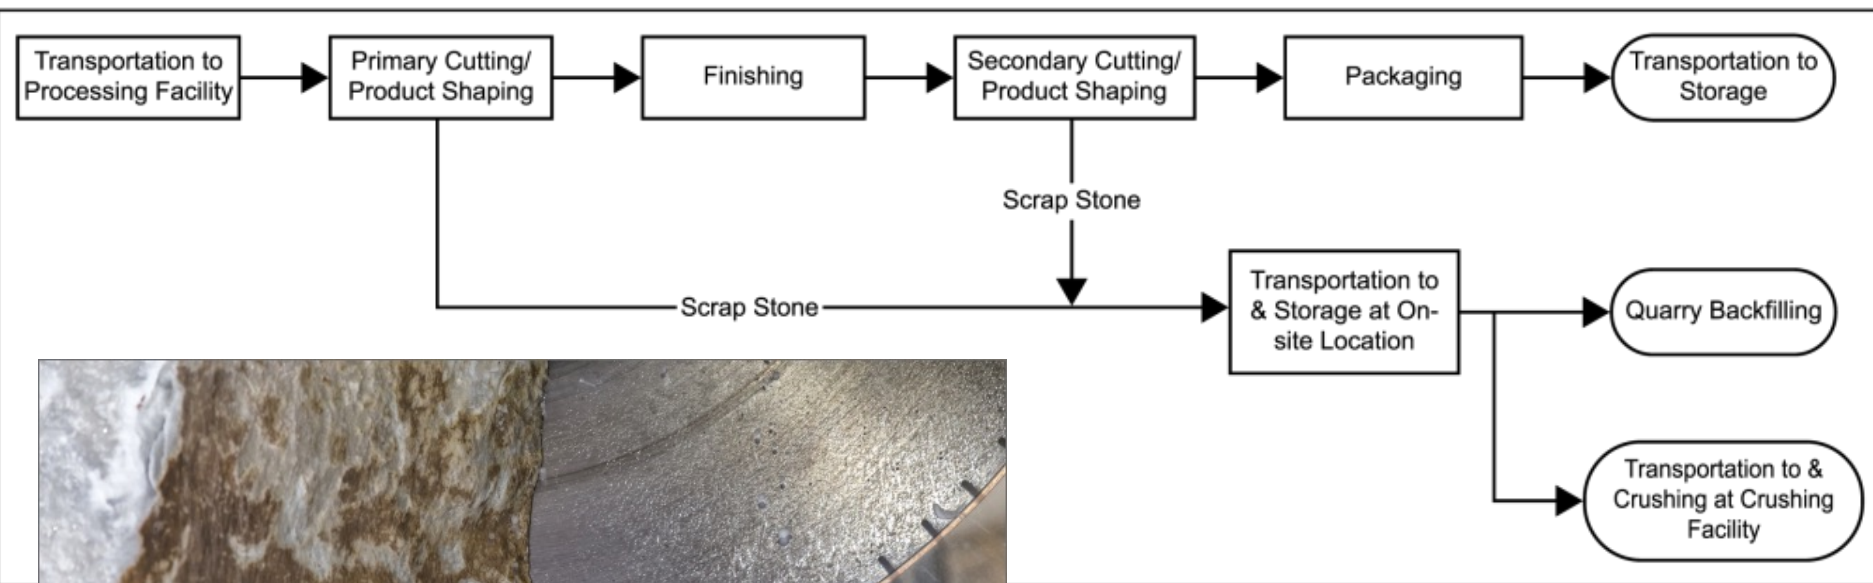 Transportation to
Processing Facility
Primary Cutting/
Product Shaping
Finishing
Secondary Cutting/
Product Shaping
Packaging
Transportation to
Storage
Scrap Stone
Scrap Stone
Transportation to
& Storage at On-
site Location
Quarry Backfilling
Transportation to &
Crushing at Crushing
Facility